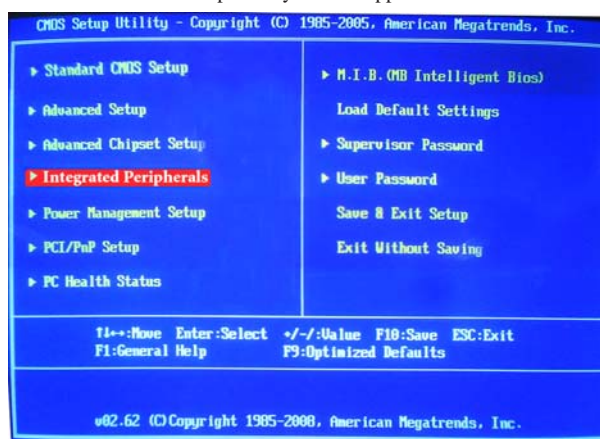 CMOS Setup Utility - Copyright (C) 1985-2005, American Megatrends, Inc.
▶ Standard CMOS Setup
▶ Advanced Setup
▶ Advanced Chipset Setup
▶ Integrated Peripherals
▶ Power Management Setup
▶ PCI/PnP Setup
▶ PC Health Status
▶ M.I.B.(MB Intelligent Bios)
Load Default Settings
▶ Supervisor Password
▶ User Password
Save & Exit Setup
Exit Without Saving
↑↓↔:Move Enter:Select +/-/:Value F10:Save ESC:Exit
F1:General Help F9:Optimized Defaults
v02.62 (C)Copyright 1985-2008, American Megatrends, Inc.